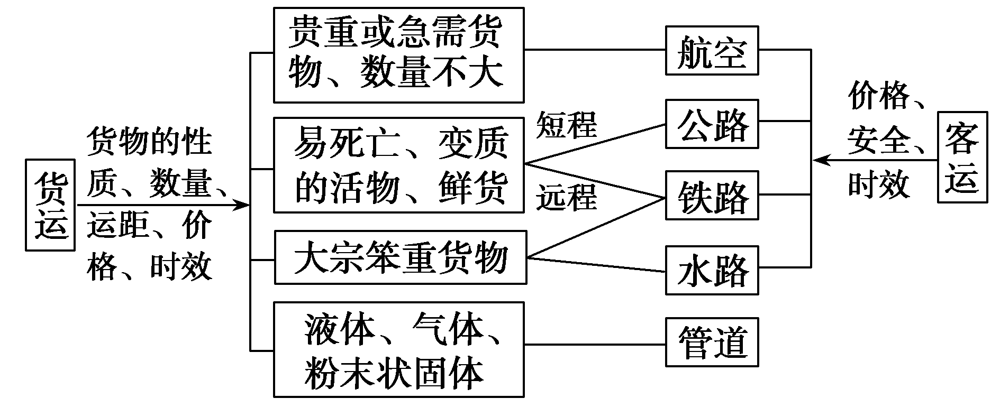 货运
货物的性
质、数量、
运距、价
格、时效
贵重或急需货
物、数量不大
易死亡、变质
的活物、鲜货
大宗笨重货物
液体、气体、
粉末状固体
短程
远程
航空
公路
铁路
水路
管道
价格、
安全、
时效
客运